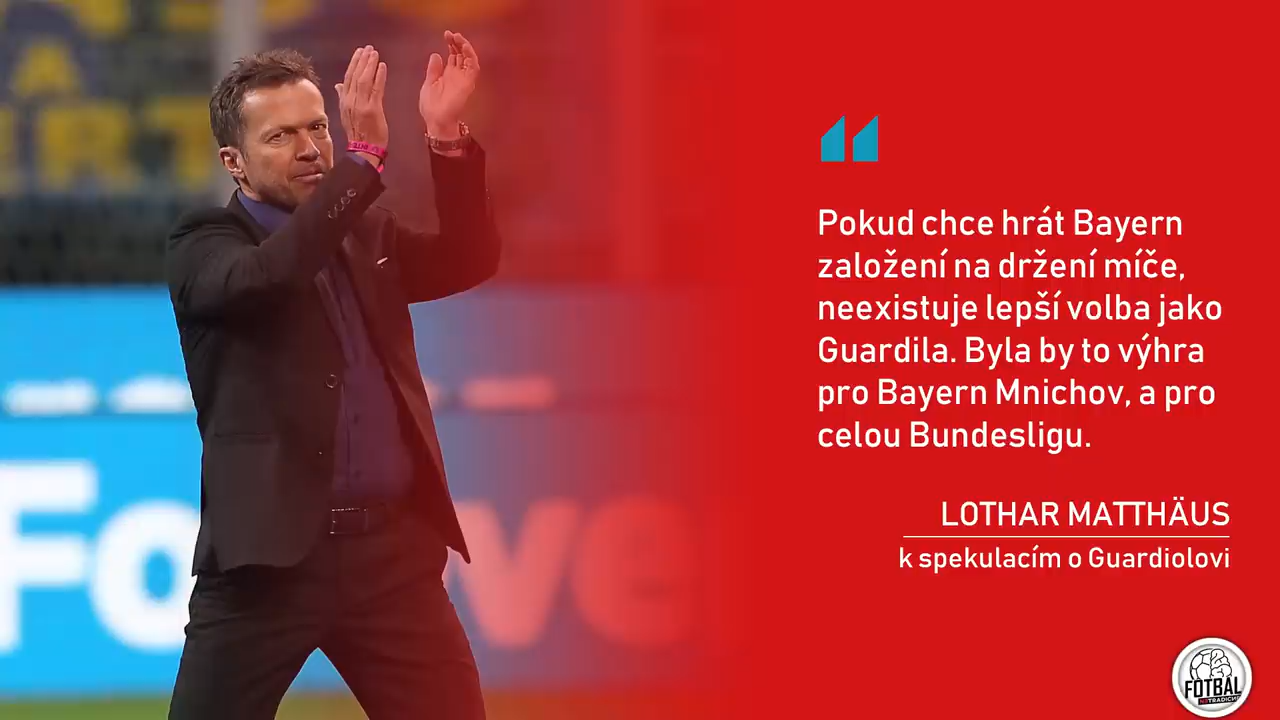 Pokud chce hrát Bayern
založení na držení míče,
neexistuje lepší volba jako
Guardila. Byla by to výhra
pro Bayern Mnichov, a pro
celou Bundesligu.
LOTHAR MATTHÄUS
k spekulacím o Guardiolovi
FOTBAL